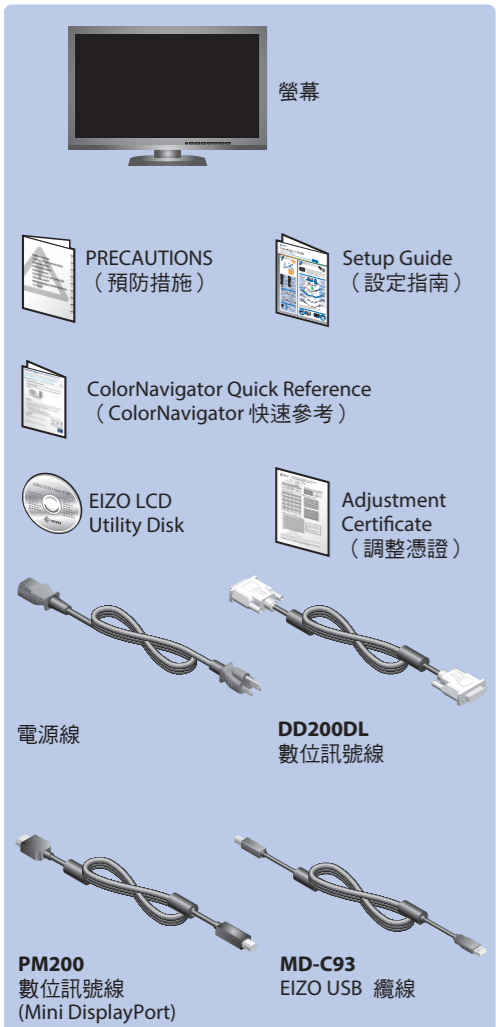 螢幕
PRECAUTIONS
（預防措施）
Setup Guide
（設定指南）
ColorNavigator Quick Reference
（ColorNavigator 快速參考）
EIZO LCD
Utility Disk
Adjustment
Certificate
（調整憑證）
電源線
DD200DL
數位訊號線
PM200
數位訊號線
(Mini DisplayPort)
MD-C93
EIZO USB 纜線